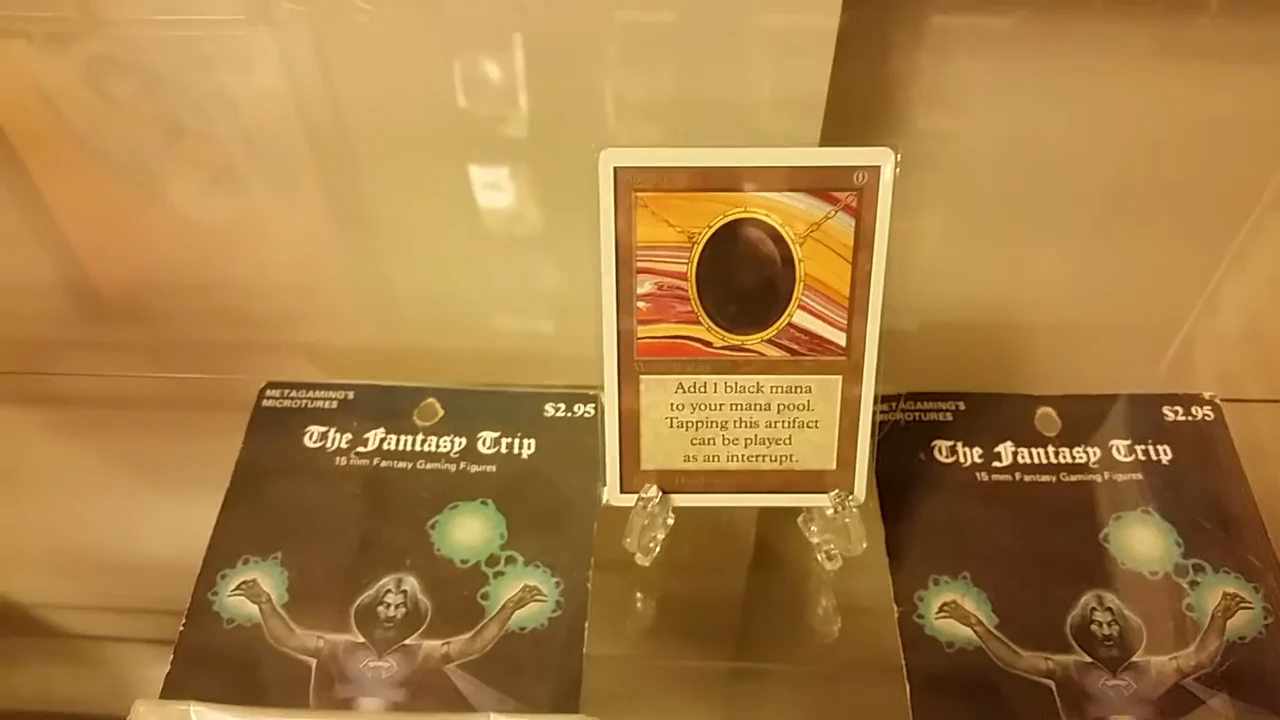 METAGAMING'S
MICROTURES
$2.95
The Fantasy Trip
15 mm Fantasy Gaming Figures
0
Add 1 black mana
to your mana pool.
Tapping this artifact
can be played
as an interrupt.
METAGAMING'S
MICROTURES
$2.95
The Fantasy Trip
15 mm Fantasy Gaming Figures